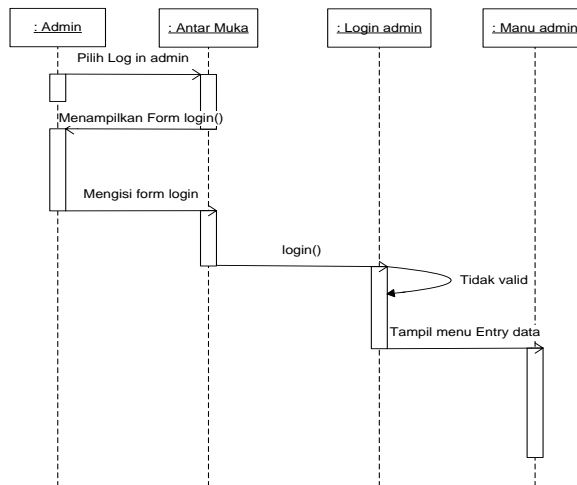 : Admin
: Antar Muka
: Login admin
: Manu admin
Pilih Log in admin
Menampilkan Form login()
Mengisi form login
login()
Tidak valid
Tampil menu Entry data